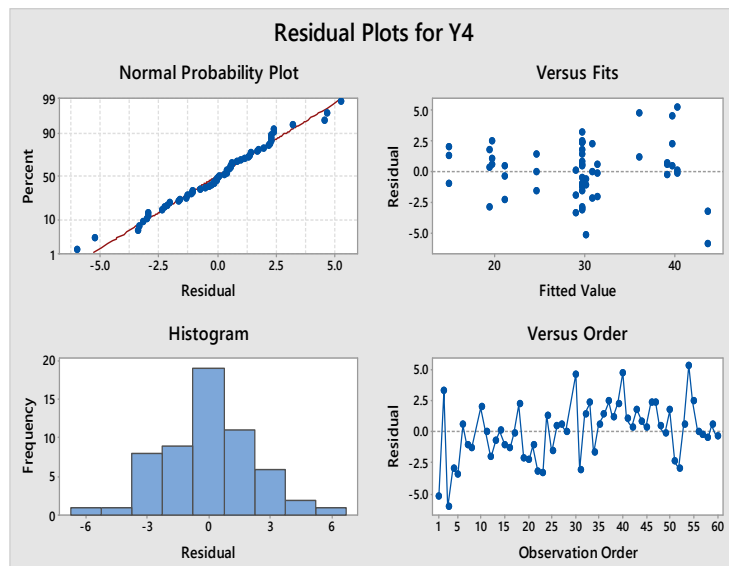 Residual Plots for Y4
Normal Probability Plot
99
90
50
10
1
Percent
-5.0 -2.5 0.0 2.5 5.0
Residual
Versus Fits
5.0
2.5
0.0
-2.5
-5.0
Residual
20 30 40
Fitted Value
Histogram
20
15
10
5
0
Frequency
-6 -3 0 3 6
Residual
Versus Order
5.0
2.5
0.0
-2.5
-5.0
Residual
1 5 10 15 20 25 30 35 40 45 50 55 60
Observation Order